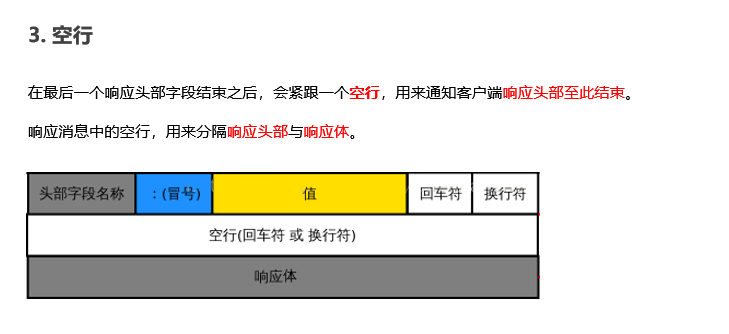 3. 空行
在最后一个响应头部字段结束之后，会紧跟一个空行，用来通知客户端响应头部至此结束。
响应消息中的空行，用来分隔响应头部与响应体。
头部字段名称 ：(冒号) 值 回车符 换行符
空行(回车符 或 换行符)
响应体